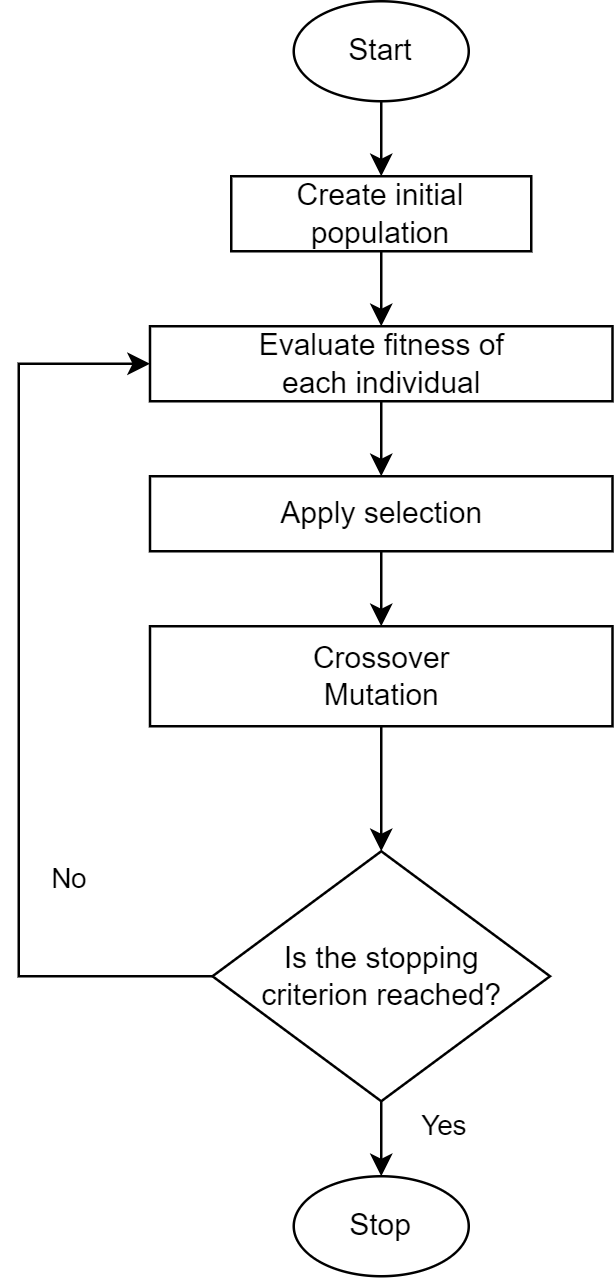 Start
Create initial
population
Evaluate fitness of
each individual
Apply selection
Crossover
Mutation
No
Is the stopping
criterion reached?
Yes
Stop